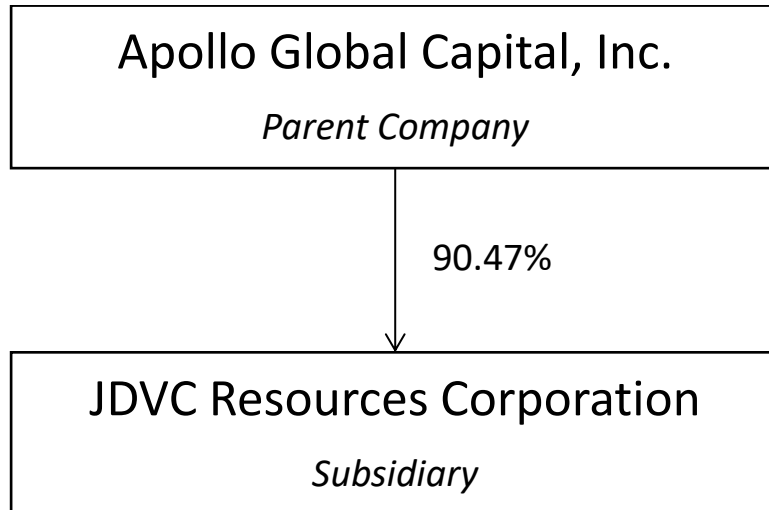 Apollo Global Capital, Inc.
Parent Company
90.47%
JDVC Resources Corporation
Subsidiary